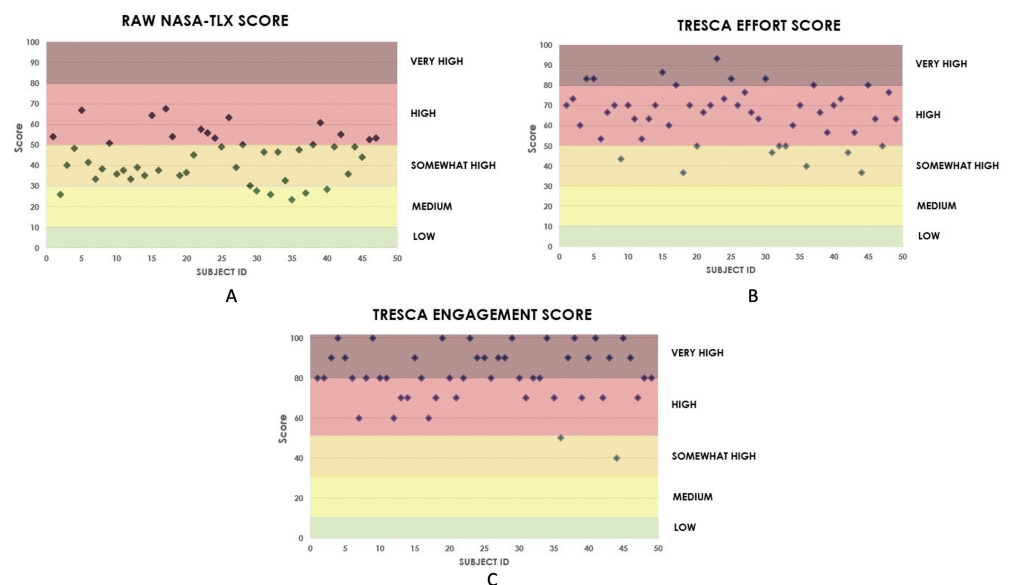 RAW NASA-TLX SCORE
100
90
80
70
60
50
40
30
20
10
0
Score
0 5 10 15 20 25 30 35 40 45 50
SUBJECT ID
VERY HIGH
HIGH
SOMEWHAT HIGH
MEDIUM
LOW
A
TRESCA EFFORT SCORE
100
90
80
70
60
50
40
30
20
10
0
Score
0 5 10 15 20 25 30 35 40 45 50
SUBJECT ID
VERY HIGH
HIGH
SOMEWHAT HIGH
MEDIUM
LOW
B
TRESCA ENGAGEMENT SCORE
100
80
60
40
20
0
Score
0 5 10 15 20 25 30 35 40 45 50
SUBJECT ID
VERY HIGH
HIGH
SOMEWHAT HIGH
MEDIUM
LOW
C